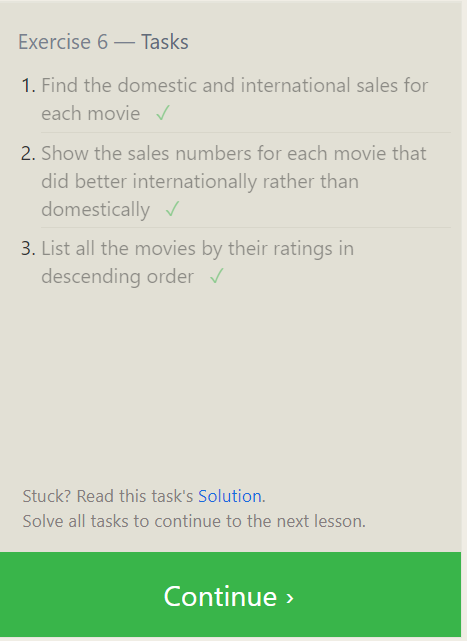 Exercise 6 — Tasks
1. Find the domestic and international sales for
each movie ✓
2. Show the sales numbers for each movie that
did better internationally rather than
domestically ✓
3. List all the movies by their ratings in
descending order ✓
Stuck? Read this task's Solution.
Solve all tasks to continue to the next lesson.
Continue ›